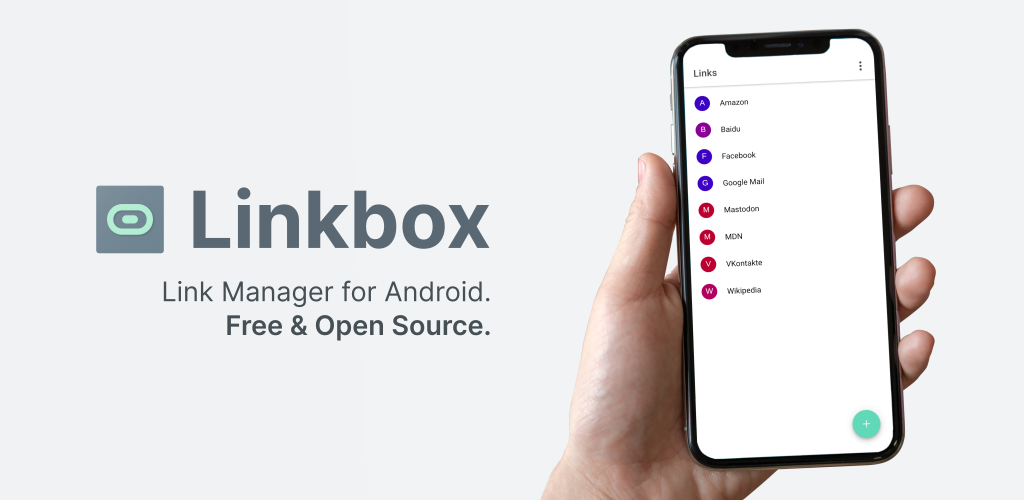 Linkbox
Link Manager for Android.
Free & Open Source.
Links
A Amazon
B Baidu
F Facebook
G Google Mail
M Mastodon
M MDN
V VKontakte
W Wikipedia
+